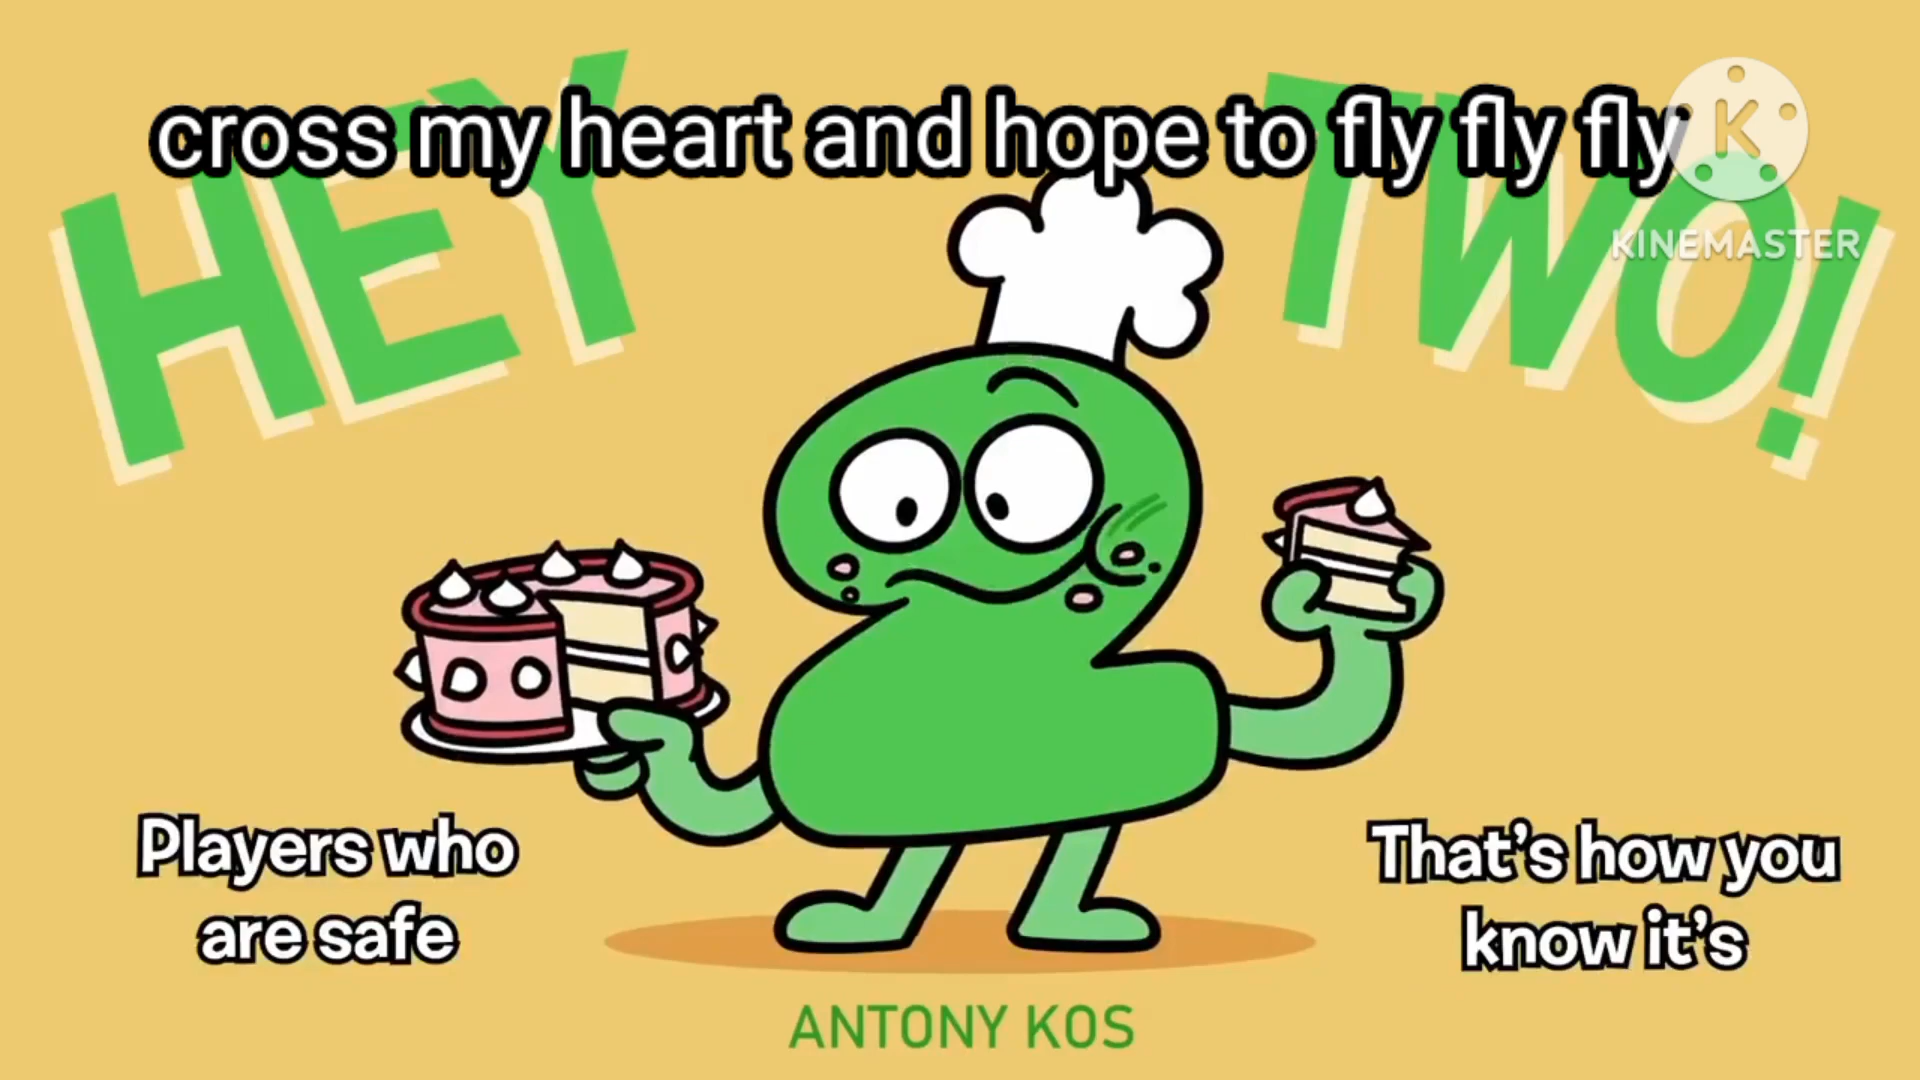 HEY TWO!
cross my heart and hope to fly fly fly
K
KINEMASTER
Players who
are safe
That's how you
know it's
ANTONY KOS